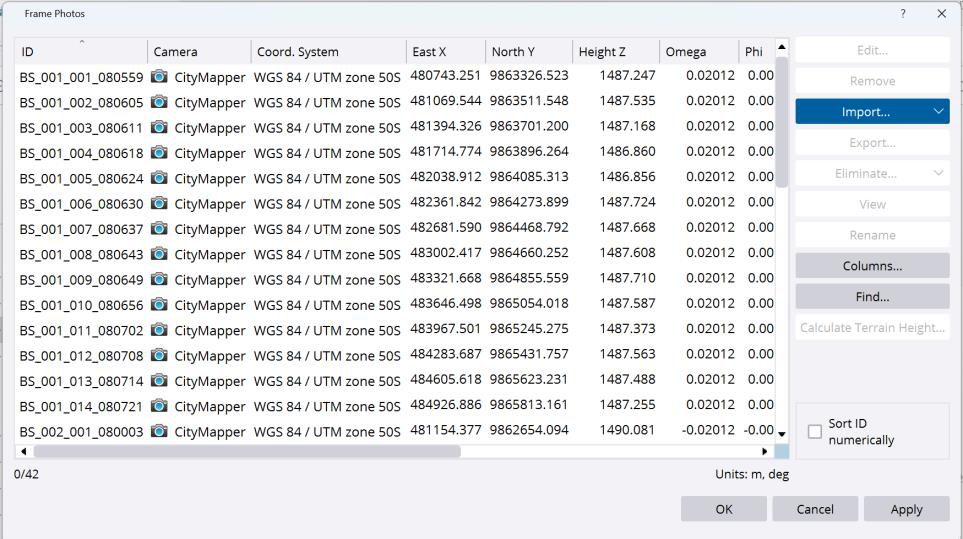 Frame Photos ? ×
ID Camera Coord. System East X North Y Height Z Omega Phi
BS_001_001_080559 CityMapper WGS 84 / UTM zone 50S 480743.251 9863326.523 1487.247 0.02012 0.00
BS_001_002_080605 CityMapper WGS 84 / UTM zone 50S 481069.544 9863511.548 1487.535 0.02012 0.00
BS_001_003_080611 CityMapper WGS 84 / UTM zone 50S 481394.326 9863701.200 1487.168 0.02012 0.00
BS_001_004_080618 CityMapper WGS 84 / UTM zone 50S 481714.774 9863896.264 1486.860 0.02012 0.00
BS_001_005_080624 CityMapper WGS 84 / UTM zone 50S 482038.912 9864085.313 1486.856 0.02012 0.00
BS_001_006_080630 CityMapper WGS 84 / UTM zone 50S 482361.842 9864273.899 1487.724 0.02012 0.00
BS_001_007_080637 CityMapper WGS 84 / UTM zone 50S 482681.590 9864468.792 1487.668 0.02012 0.00
BS_001_008_080643 CityMapper WGS 84 / UTM zone 50S 483002.417 9864660.252 1487.608 0.02012 0.00
BS_001_009_080649 CityMapper WGS 84 / UTM zone 50S 483321.668 9864855.559 1487.710 0.02012 0.00
BS_001_010_080656 CityMapper WGS 84 / UTM zone 50S 483646.498 9865054.018 1487.587 0.02012 0.00
BS_001_011_080702 CityMapper WGS 84 / UTM zone 50S 483967.501 9865245.275 1487.373 0.02012 0.00
BS_001_012_080708 CityMapper WGS 84 / UTM zone 50S 484283.687 9865431.757 1487.563 0.02012 0.00
BS_001_013_080714 CityMapper WGS 84 / UTM zone 50S 484605.618 9865623.231 1487.488 0.02012 0.00
BS_001_014_080721 CityMapper WGS 84 / UTM zone 50S 484926.886 9865813.161 1487.255 0.02012 0.00
BS_002_001_080003 CityMapper WGS 84 / UTM zone 50S 481154.377 9862654.094 1490.081 -0.02012 -0.00
0/42 Units: m, deg
Edit...
Remove
Import...
Export...
Eliminate...
View
Rename
Columns...
Find...
Calculate Terrain Height...
Sort ID
numerically
OK Cancel Apply